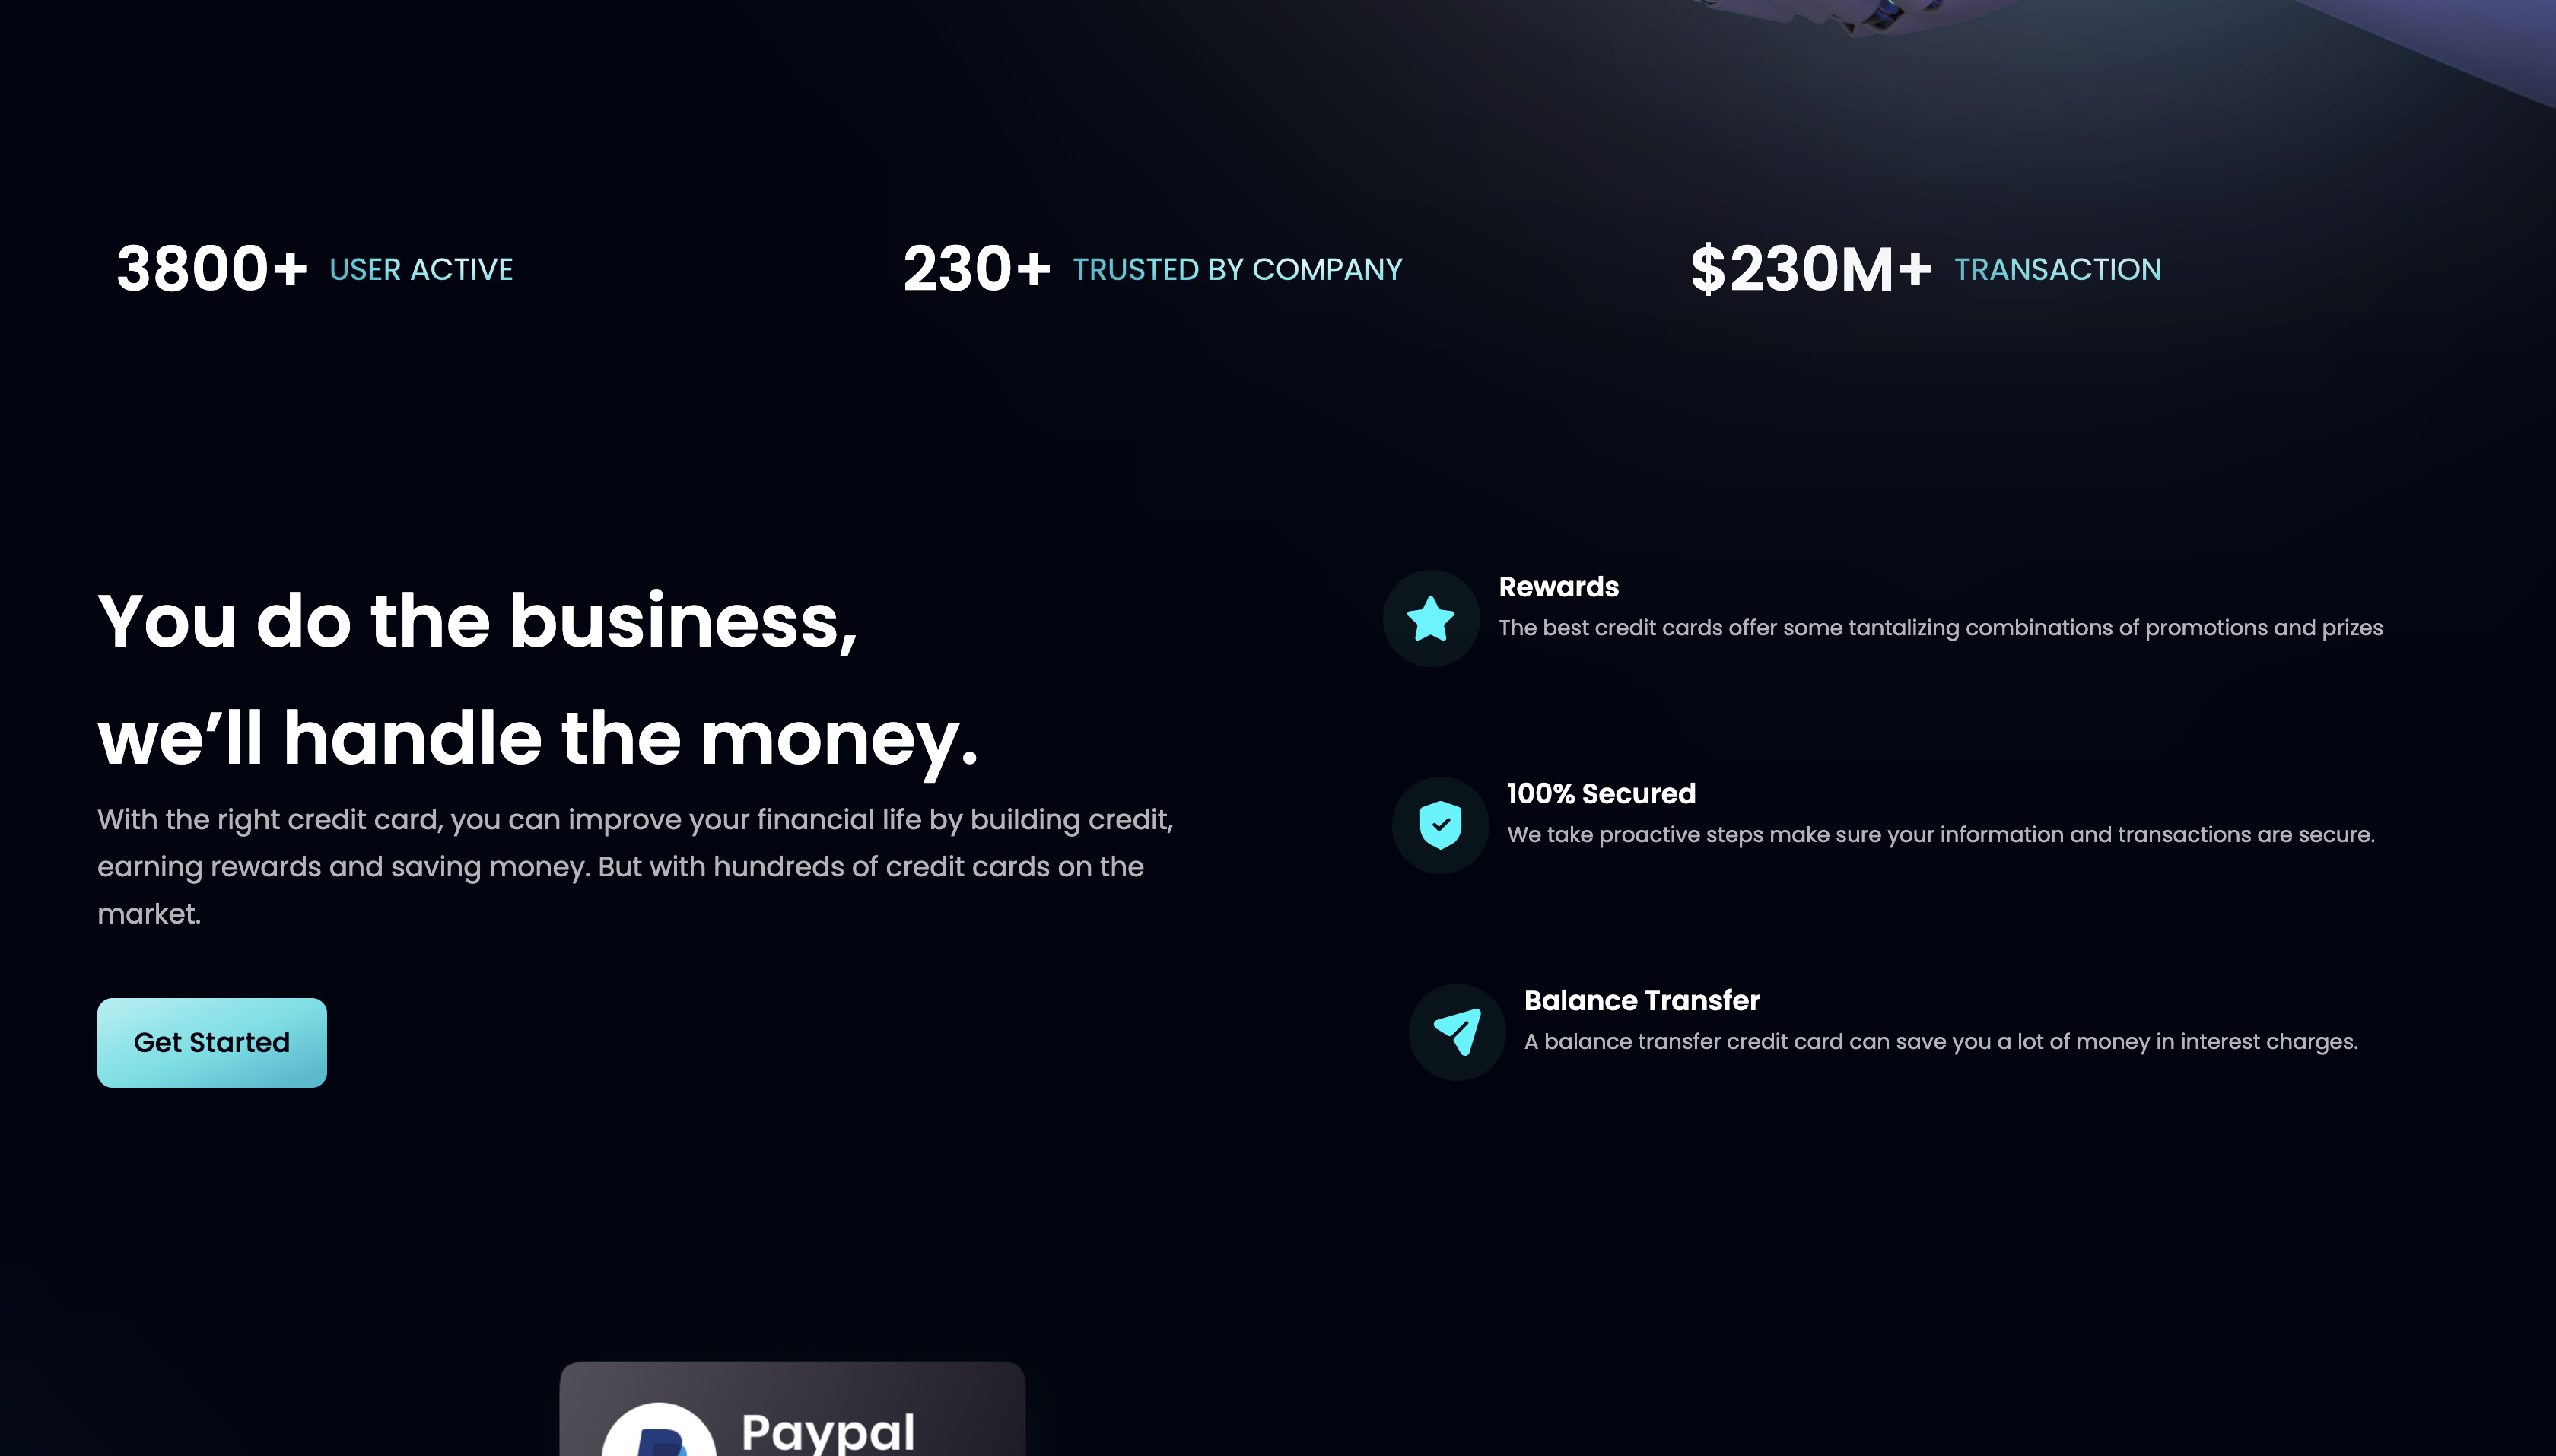 3800+ USER ACTIVE
230+ TRUSTED BY COMPANY
$230M+ TRANSACTION
You do the business,
we’ll handle the money.
With the right credit card, you can improve your financial life by building credit,
earning rewards and saving money. But with hundreds of credit cards on the
market.
Get Started
Rewards
The best credit cards offer some tantalizing combinations of promotions and prizes
100% Secured
We take proactive steps make sure your information and transactions are secure.
Balance Transfer
A balance transfer credit card can save you a lot of money in interest charges.
Paypal